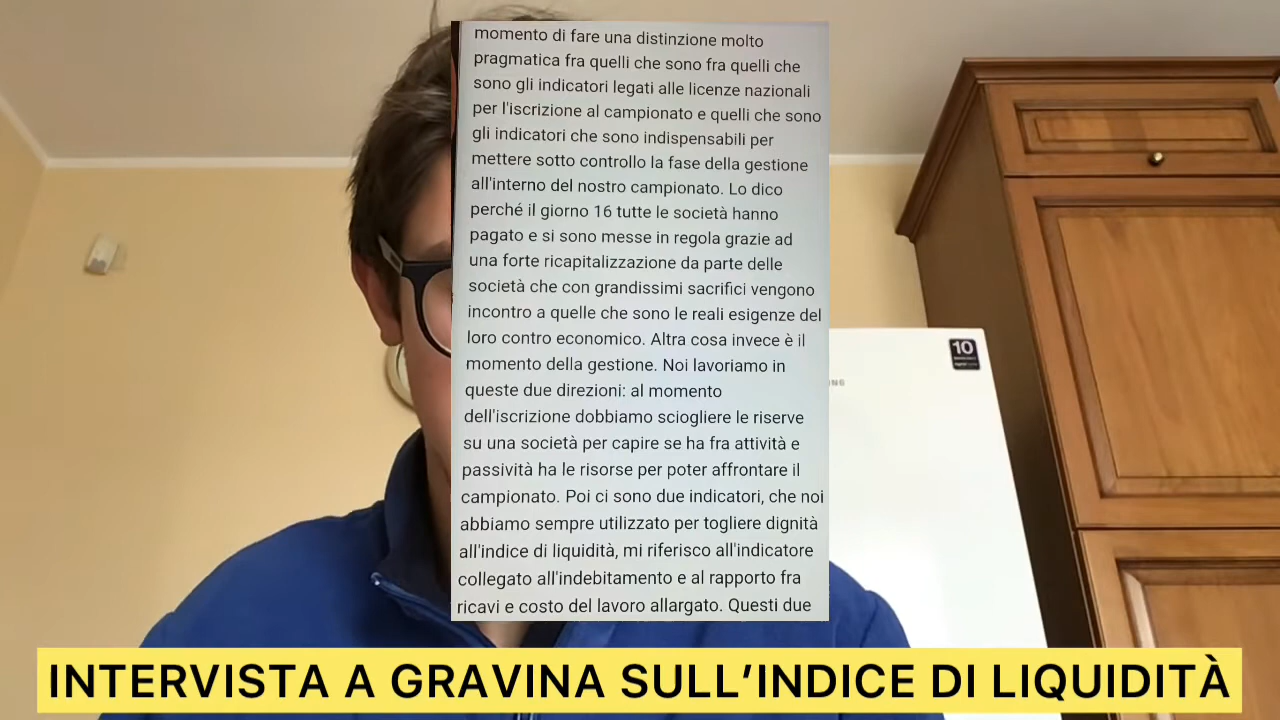 momento di fare una distinzione molto
pragmatica fra quelli che sono fra quelli che
sono gli indicatori legati alle licenze nazionali
per l'iscrizione al campionato e quelli che sono
gli indicatori che sono indispensabili per
mettere sotto controllo la fase della gestione
all'interno del nostro campionato. Lo dico
perché il giorno 16 tutte le società hanno
pagato e si sono messe in regola grazie ad
una forte ricapitalizzazione da parte delle
società che con grandissimi sacrifici vengono
incontro a quelle che sono le reali esigenze del
loro contro economico. Altra cosa invece è il
momento della gestione. Noi lavoriamo in
queste due direzioni: al momento
dell'iscrizione dobbiamo sciogliere le riserve
su una società per capire se ha fra attività e
passività ha le risorse per poter affrontare il
campionato. Poi ci sono due indicatori, che noi
abbiamo sempre utilizzato per togliere dignità
all'indice di liquidità, mi riferisco all'indicatore
collegato all'indebitamento e al rapporto fra
ricavi e costo del lavoro allargato. Questi due
10
NG
INTERVISTA A GRAVINA SULL'INDICE DI LIQUIDITÀ